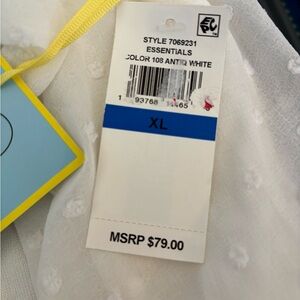 STYLE 7069231
ESSENTIALS
COLOR 108 ANTIQ WHITE
XL
MSRP $79.00